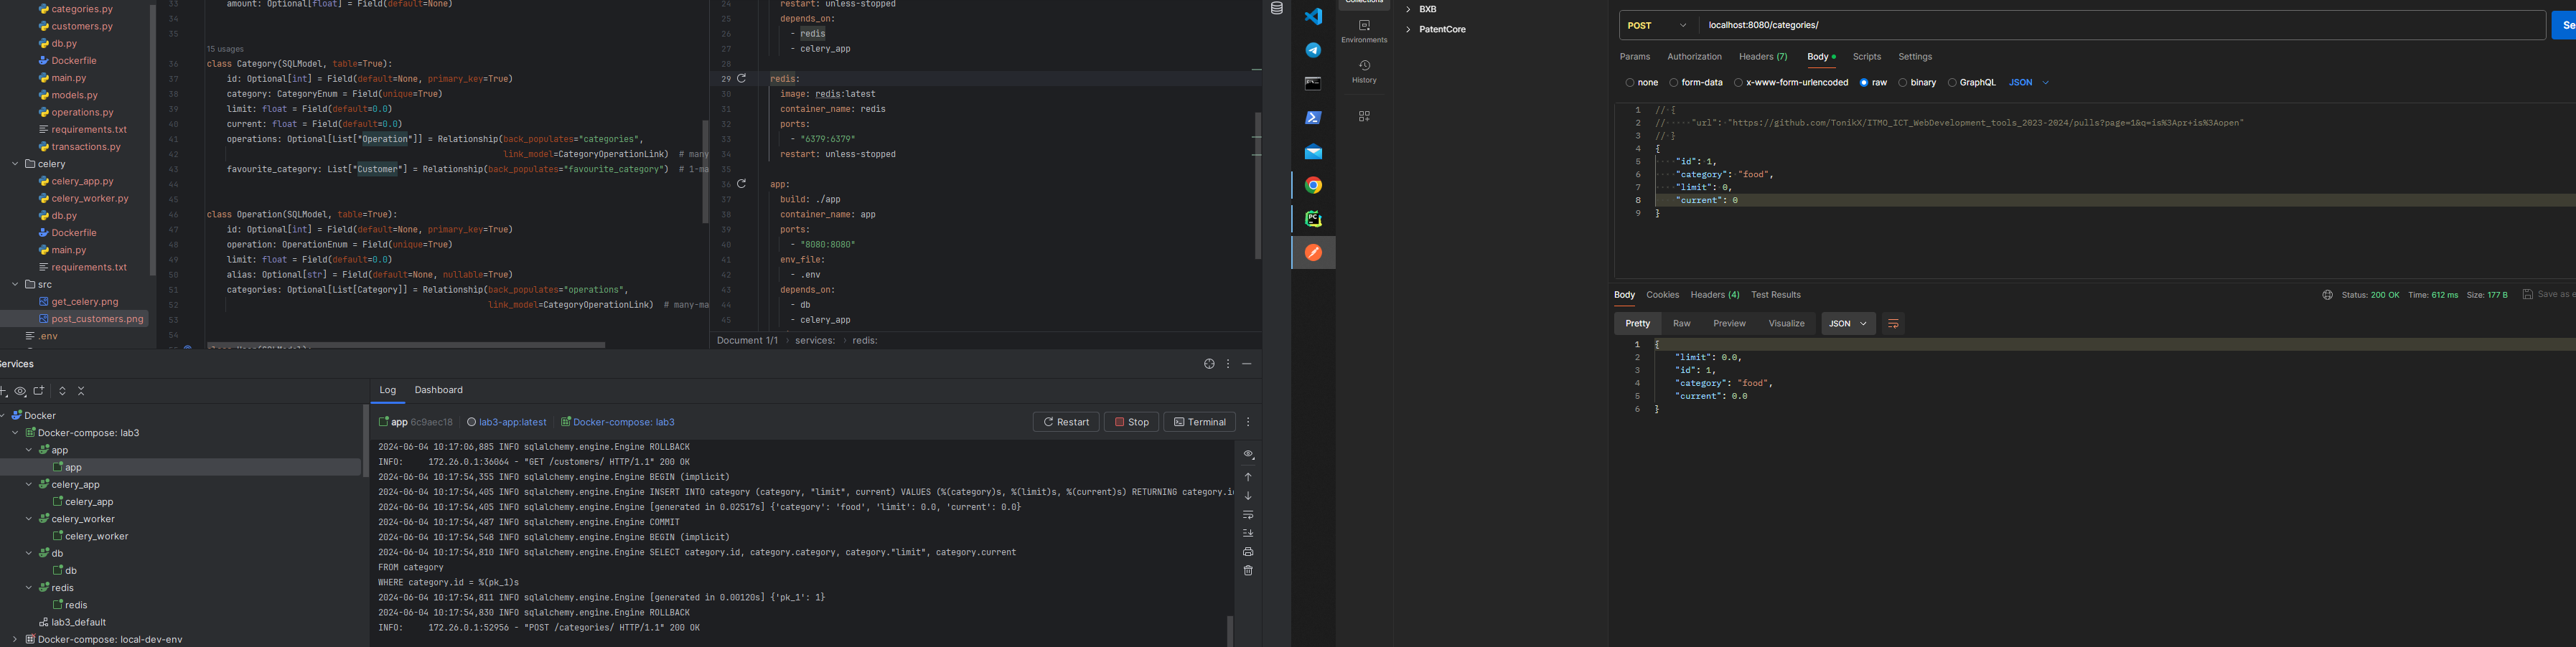 categories.py
customers.py
db.py
Dockerfile
main.py
models.py
operations.py
requirements.txt
transactions.py
celery
celery_app.py
celery_worker.py
db.py
Dockerfile
main.py
requirements.txt
src
get_celery.png
post_customers.png
.env
33 amount: Optional[float] = Field(default=None)
34
35
15 usages
36 class Category(SQLModel, table=True):
37 id: Optional[int] = Field(default=None, primary_key=True)
38 category: CategoryEnum = Field(unique=True)
39 limit: float = Field(default=0.0)
40 current: float = Field(default=0.0)
41 operations: Optional[List["Operation"]] = Relationship(back_populates="categories",
42 link_model=CategoryOperationLink) # many
43 favourite_category: List["Customer"] = Relationship(back_populates="favourite_category") # 1-ma
44
45
46 class Operation(SQLModel, table=True):
47 id: Optional[int] = Field(default=None, primary_key=True)
48 operation: OperationEnum = Field(unique=True)
49 limit: float = Field(default=0.0)
50 alias: Optional[str] = Field(default=None, nullable=True)
51 categories: Optional[List[Category]] = Relationship(back_populates="operations",
52 link_model=CategoryOperationLink) # many-ma
53
54
24 restart: unless-stopped
25 depends_on:
26 - redis
27 - celery_app
28
29 redis:
30 image: redis:latest
31 container_name: redis
32 ports:
33 - "6379:6379"
34 restart: unless-stopped
35
36 app:
37 build: ./app
38 container_name: app
39 ports:
40 - "8080:8080"
41 env_file:
42 - .env
43 depends_on:
44 - db
45 - celery_app
Document 1/1 › services: › redis:
ervices
Docker
Docker-compose: lab3
app
app
celery_app
celery_app
celery_worker
celery_worker
db
db
redis
redis
lab3_default
Docker-compose: local-dev-env
Log Dashboard
app 6c9aec18 lab3-app:latest Docker-compose: lab3 Restart Stop Terminal
2024-06-04 10:17:06,885 INFO sqlalchemy.engine.Engine ROLLBACK
INFO: 172.26.0.1:36064 - "GET /customers/ HTTP/1.1" 200 OK
2024-06-04 10:17:54,355 INFO sqlalchemy.engine.Engine BEGIN (implicit)
2024-06-04 10:17:54,405 INFO sqlalchemy.engine.Engine INSERT INTO category (category, "limit", current) VALUES (%(category)s, %(limit)s, %(current)s) RETURNING category.i
2024-06-04 10:17:54,405 INFO sqlalchemy.engine.Engine [generated in 0.02517s] {'category': 'food', 'limit': 0.0, 'current': 0.0}
2024-06-04 10:17:54,487 INFO sqlalchemy.engine.Engine COMMIT
2024-06-04 10:17:54,548 INFO sqlalchemy.engine.Engine BEGIN (implicit)
2024-06-04 10:17:54,810 INFO sqlalchemy.engine.Engine SELECT category.id, category.category, category."limit", category.current
FROM category
WHERE category.id = %(pk_1)s
2024-06-04 10:17:54,811 INFO sqlalchemy.engine.Engine [generated in 0.00120s] {'pk_1': 1}
2024-06-04 10:17:54,830 INFO sqlalchemy.engine.Engine ROLLBACK
INFO: 172.26.0.1:52956 - "POST /categories/ HTTP/1.1" 200 OK
Environments
History
BXB
PatentCore
POST localhost:8080/categories/ Se
Params Authorization Headers (7) Body Scripts Settings
none form-data x-www-form-urlencoded raw binary GraphQL JSON
1 // {
2 // "url": "https://github.com/TonikX/ITMO_ICT_WebDevelopment_tools_2023-2024/pulls?page=1&q=is%3Apr+is%3Aopen"
3 // }
4 {
5 "id": 1,
6 "category": "food",
7 "limit": 0,
8 "current": 0
9 }
Body Cookies Headers (4) Test Results Status: 200 OK Time: 612 ms Size: 177 B Save as e
Pretty Raw Preview Visualize JSON
1 {
2 "limit": 0.0,
3 "id": 1,
4 "category": "food",
5 "current": 0.0
6 }